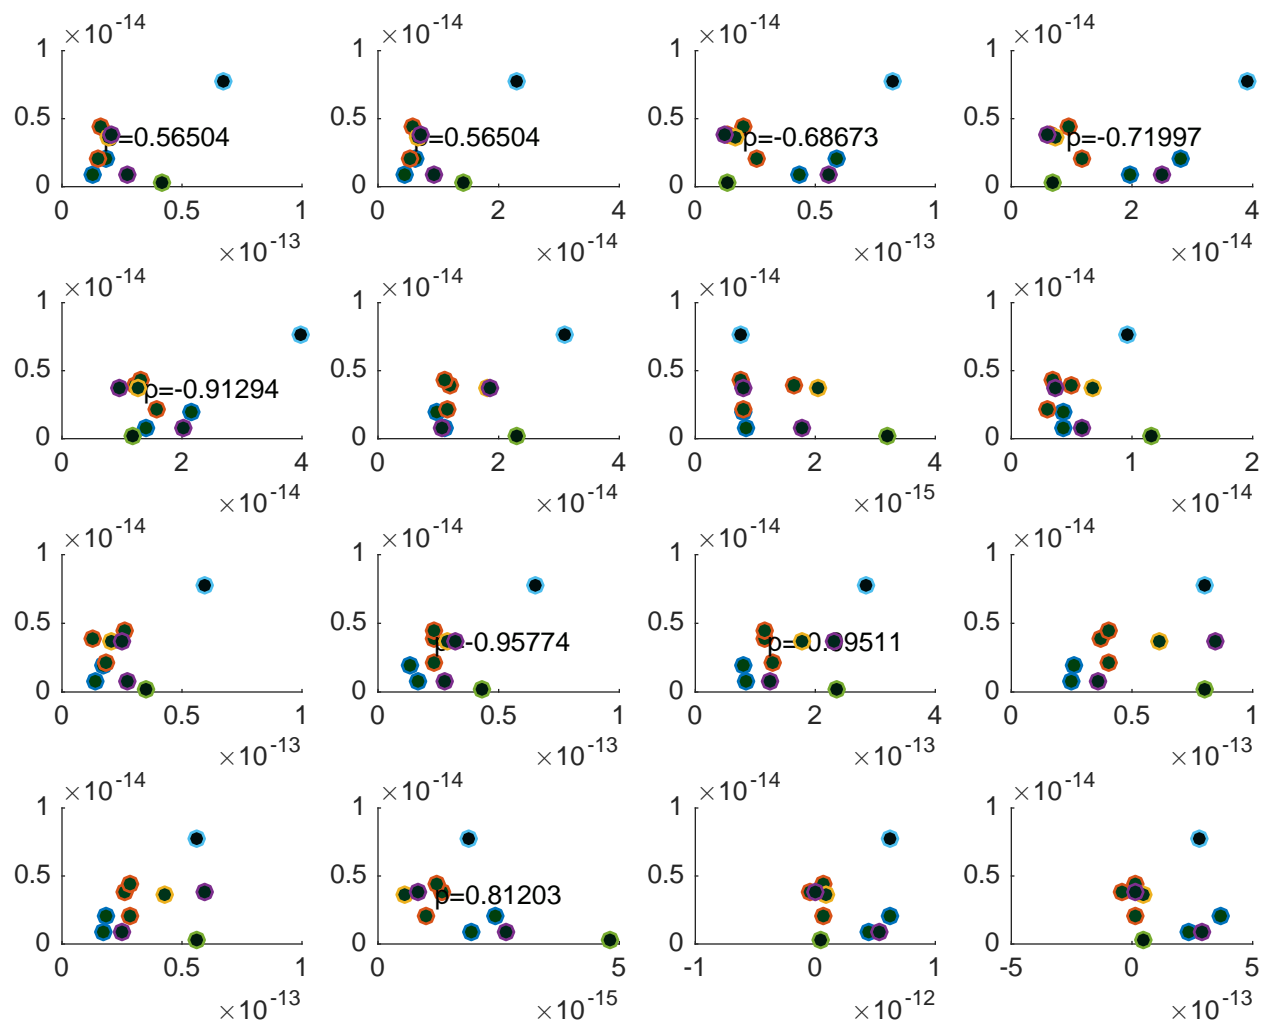 ×10-14 ×10-14 ×10-14 ×10-14
1 1 1 1
0.5 0.5 0.5 0.5
p=0.56504 p=0.56504 p=-0.68673 p=-0.71997
0 0 0 0
0 0.5 1 0 2 4 0 0.5 1 0 2 4
×10-13 ×10-14 ×10-13 ×10-14
×10-14 ×10-14 ×10-14 ×10-14
1 1 1 1
0.5 0.5 0.5 0.5
p=-0.91294
0 0 0 0
0 2 4 0 2 4 0 2 4 0 1 2
×10-14 ×10-14 ×10-15 ×10-14
×10-14 ×10-14 ×10-14 ×10-14
1 1 1 1
0.5 0.5 0.5 0.5
p=-0.95774
0 0 0 0
0 0.5 1 0 0.5 1 0 2 4 0 0.5 1
×10-13 ×10-13 ×10-13 ×10-13
×10-14 ×10-14 ×10-14 ×10-14
1 1 1 1
0.5 0.5 0.5 0.5
p=0.81203
0 0 0 0
0 0.5 1 0 5 -1 0 1 -5 0 5
×10-13 ×10-15 ×10-12 ×10-13